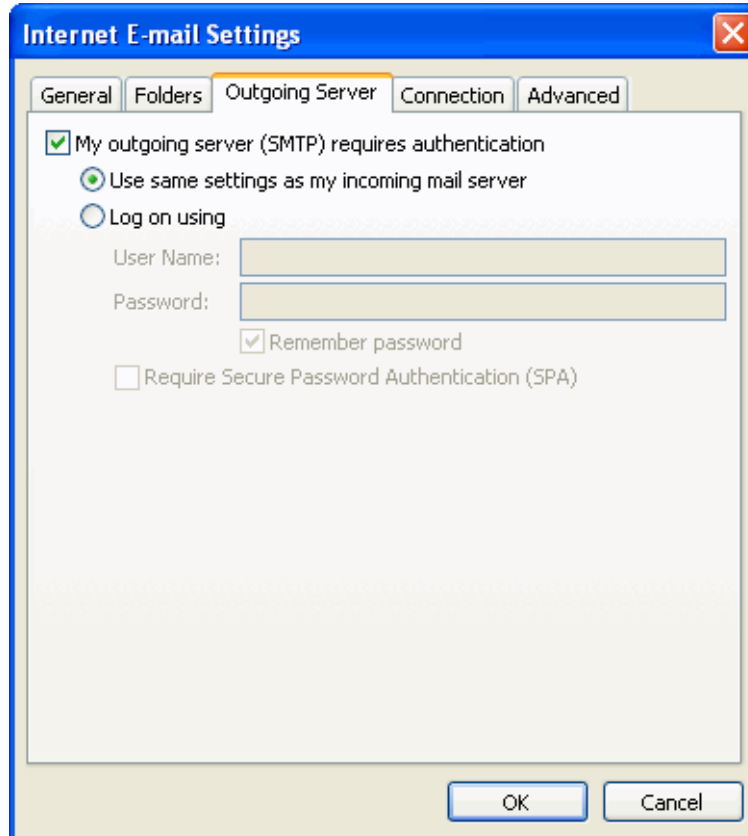 Internet E-mail Settings
General Folders Outgoing Server Connection Advanced
My outgoing server (SMTP) requires authentication
Use same settings as my incoming mail server
Log on using
User Name:
Password:
Remember password
Require Secure Password Authentication (SPA)
OK Cancel